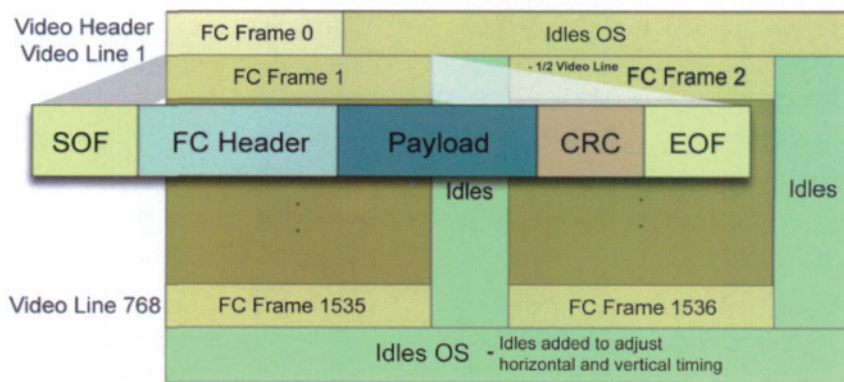 Video Header
FC Frame 0
Idles OS
Video Line 1
FC Frame 1
- 1/2 Video Line
FC Frame 2
SOF
FC Header
Payload
CRC
EOF
Idles
Idles
Video Line 768
FC Frame 1535
FC Frame 1536
Idles OS
- Idles added to adjust
horizontal and vertical timing